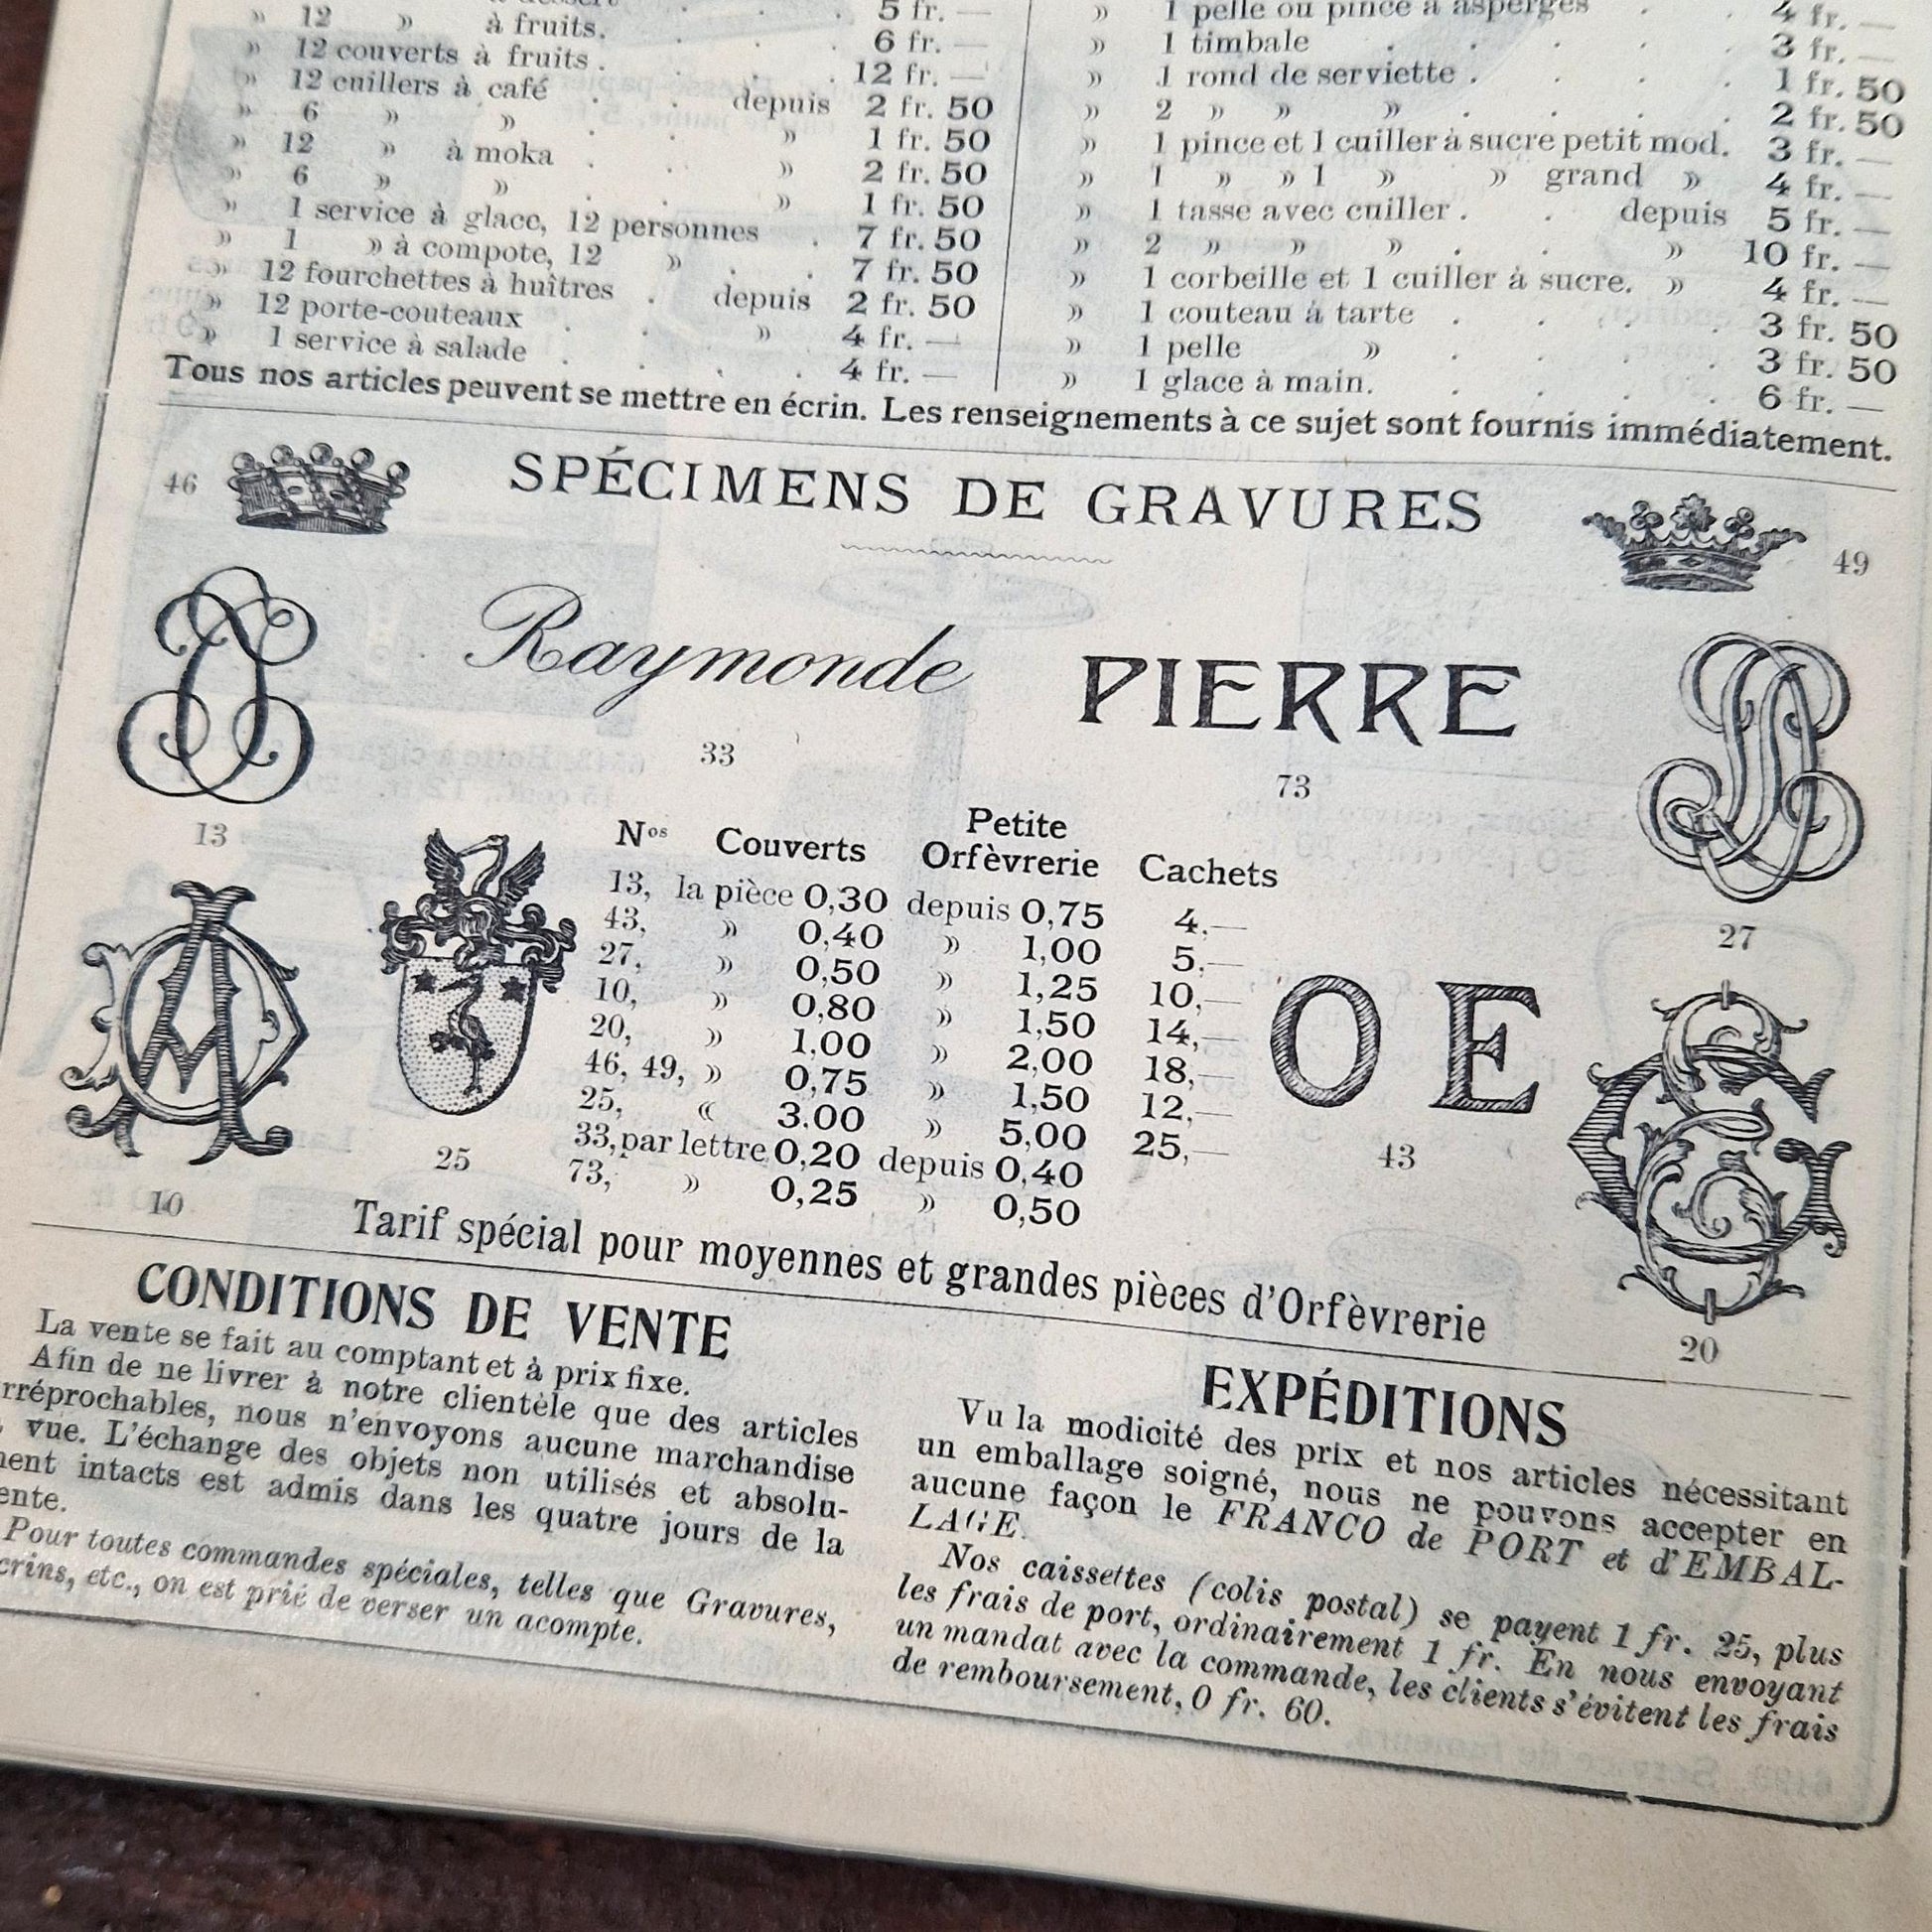 » 12 » à fruits. 5 fr. —
» 12 couverts à fruits. 6 fr. —
» 12 cuillers à café . . depuis 12 fr. —
» 6 » » . . 2 fr. 50
» 12 » à moka . . » 1 fr. 50
» 6 » » . . » 2 fr. 50
» 1 service à glace, 12 personnes . 1 fr. 50
» 1 » à compote, 12 » . . 7 fr. 50
» 12 fourchettes à huîtres . depuis 7 fr. 50
» 12 porte-couteaux . . » 2 fr. 50
» 1 service à salade . . . 4 fr. —
4 fr. —
» 1 pelle ou pince à asperges . . 4 fr. —
» 1 timbale . . . . 3 fr. —
» 1 rond de serviette . . . . 1 fr. 50
» 2 » » » . . . . 2 fr. 50
» 1 pince et 1 cuiller à sucre petit mod. 3 fr. —
» 1 » » 1 » » grand » 4 fr. —
» 1 tasse avec cuiller . . depuis 5 fr. —
» 2 » » » . . » 10 fr. —
» 1 corbeille et 1 cuiller à sucre. » 4 fr. —
» 1 couteau à tarte . . . . 3 fr. 50
» 1 pelle » . . . . 3 fr. 50
» 1 glace à main. . . . . 6 fr. —
Tous nos articles peuvent se mettre en écrin. Les renseignements à ce sujet sont fournis immédiatement.
46
SPÉCIMENS DE GRAVURES
49
Raymonde
PIERRE
33
73
13
27
Nos Couverts Petite Orfèvrerie Cachets
13, la pièce 0,30 depuis 0,75 4,—
43, » 0,40 » 1,00 5,—
27, » 0,50 » 1,25 10,—
10, » 0,80 » 1,50 14,—
20, » 1,00 » 2,00 18,—
46, 49, » 0,75 » 1,50 12,—
25, « 3.00 » 5,00 25,—
33, par lettre 0,20 depuis 0,40
73, » 0,25 » 0,50
O E
43
25
10
20
Tarif spécial pour moyennes et grandes pièces d'Orfèvrerie
CONDITIONS DE VENTE
La vente se fait au comptant et à prix fixe.
Afin de ne livrer à notre clientèle que des articles
rréprochables, nous n'envoyons aucune marchandise
vue. L'échange des objets non utilisés et absolu-
ment intacts est admis dans les quatre jours de la
ente.
Pour toutes commandes spéciales, telles que Gravures,
crins, etc., on est prié de verser un acompte.
EXPÉDITIONS
Vu la modicité des prix et nos articles nécessitant
un emballage soigné, nous ne pouvons accepter en
aucune façon le FRANCO de PORT et d'EMBAL-
LAGE.
Nos caissettes (colis postal) se payent 1 fr. 25, plus
les frais de port, ordinairement 1 fr. En nous envoyant
un mandat avec la commande, les clients s'évitent les frais
de remboursement, 0 fr. 60.